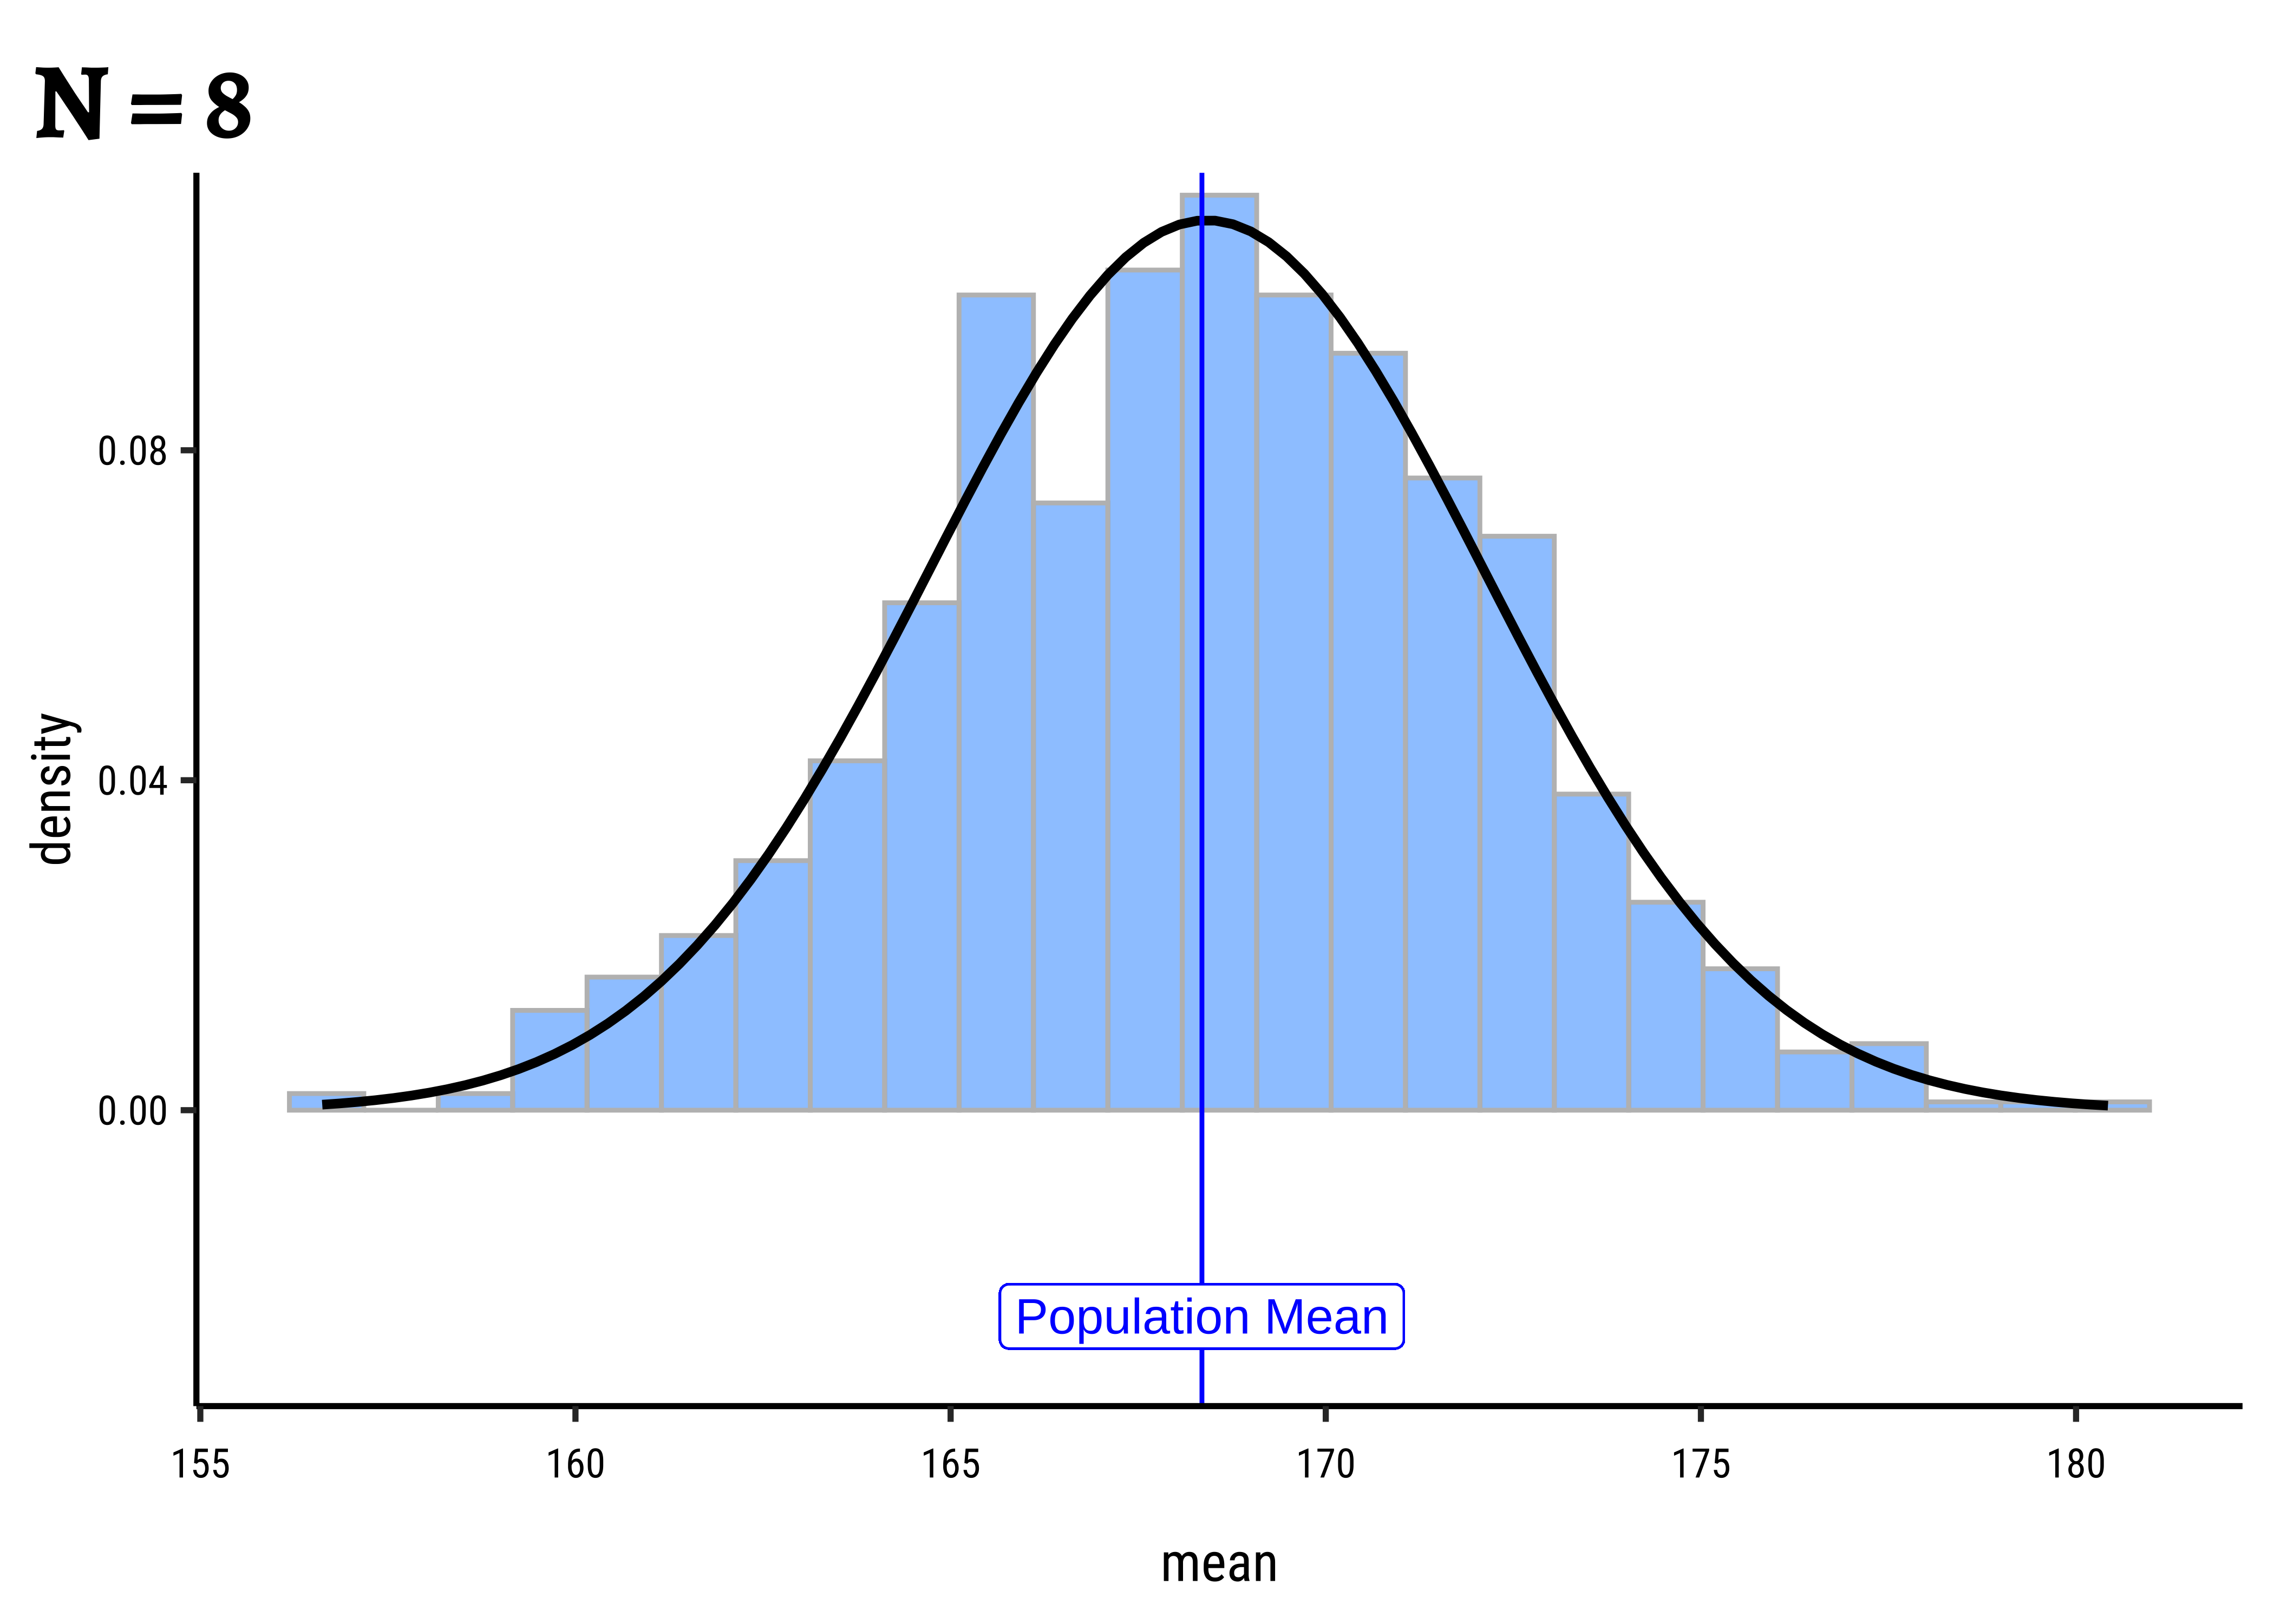 N = 8
density
0.08
0.04
0.00
Population Mean
155 160 165 170 175 180
mean